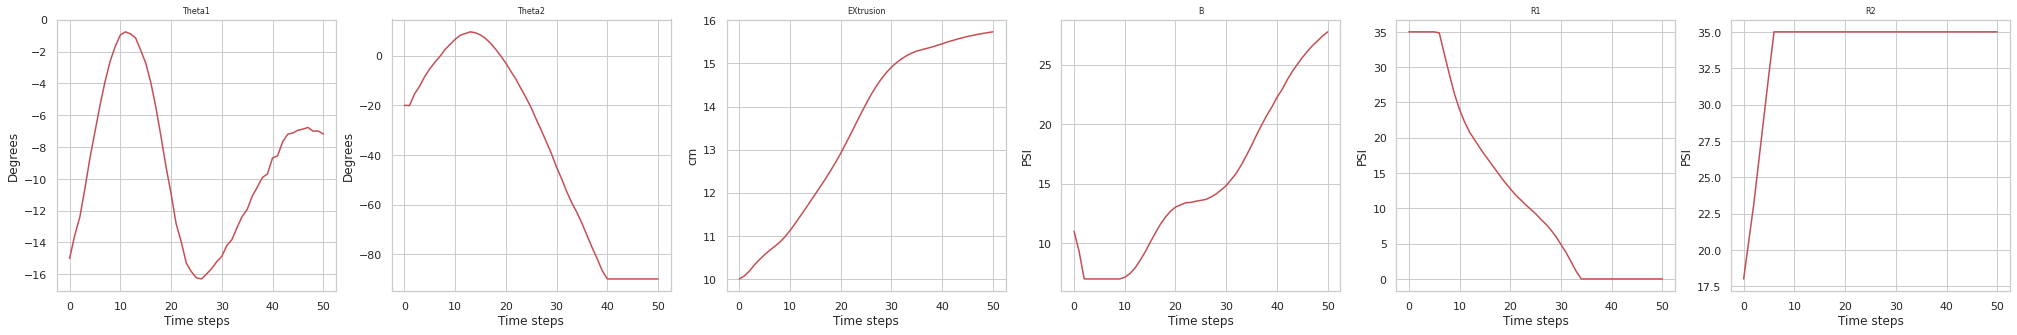 Theta1
0
−2
−4
−6
−8
−10
−12
−14
−16
Degrees
0 10 20 30 40 50
Time steps
Theta2
0
−20
−40
−60
−80
Degrees
0 10 20 30 40 50
Time steps
EXtrusion
16
15
14
13
12
11
10
cm
0 10 20 30 40 50
Time steps
B
25
20
15
10
PSI
0 10 20 30 40 50
Time steps
R1
35
30
25
20
15
10
5
0
PSI
0 10 20 30 40 50
Time steps
R2
35.0
32.5
30.0
27.5
25.0
22.5
20.0
17.5
PSI
0 10 20 30 40 50
Time steps